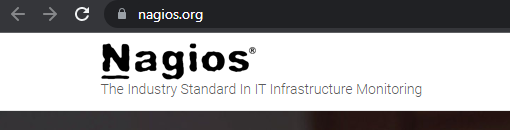 nagios.org
Nagios®
The Industry Standard In IT Infrastructure Monitoring